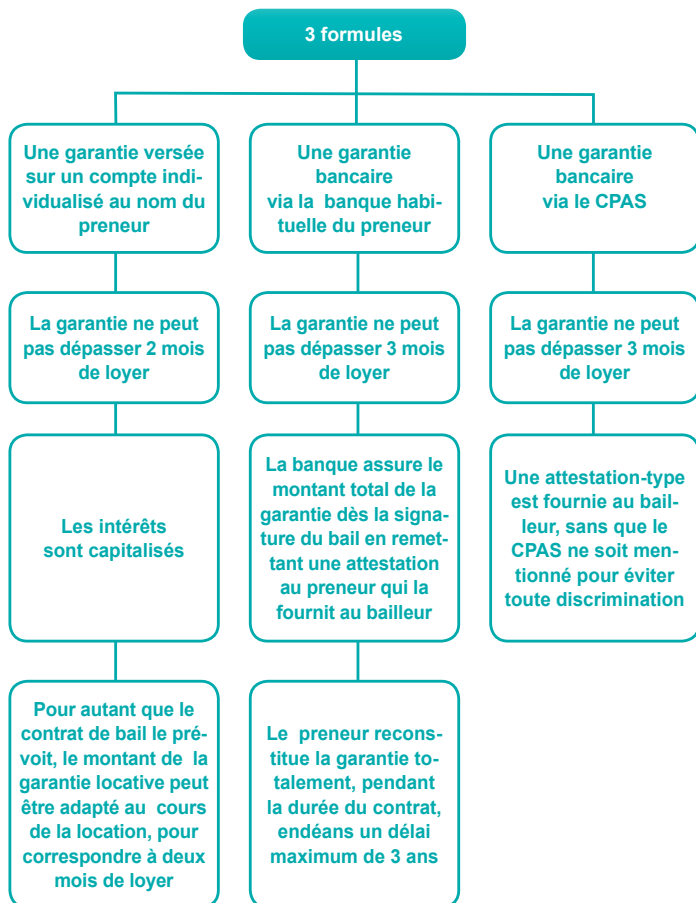 3 formules
Une garantie versée
sur un compte indi-
vidualisé au nom du
preneur
Une garantie
bancaire
via la banque habi-
tuelle du preneur
Une garantie
bancaire
via le CPAS
La garantie ne peut
pas dépasser 2 mois
de loyer
La garantie ne peut
pas dépasser 3 mois
de loyer
La garantie ne peut
pas dépasser 3 mois
de loyer
Les intérêts
sont capitalisés
La banque assure le
montant total de la
garantie dès la signa-
ture du bail en remet-
tant une attestation
au preneur qui la
fournit au bailleur
Une attestation-type
est fournie au bail-
leur, sans que le
CPAS ne soit men-
tionné pour éviter
toute discrimination
Pour autant que le
contrat de bail le pré-
voit, le montant de la
garantie locative peut
être adapté au cours
de la location, pour
correspondre à deux
mois de loyer
Le preneur recons-
titue la garantie to-
talement, pendant
la durée du contrat,
endéans un délai
maximum de 3 ans